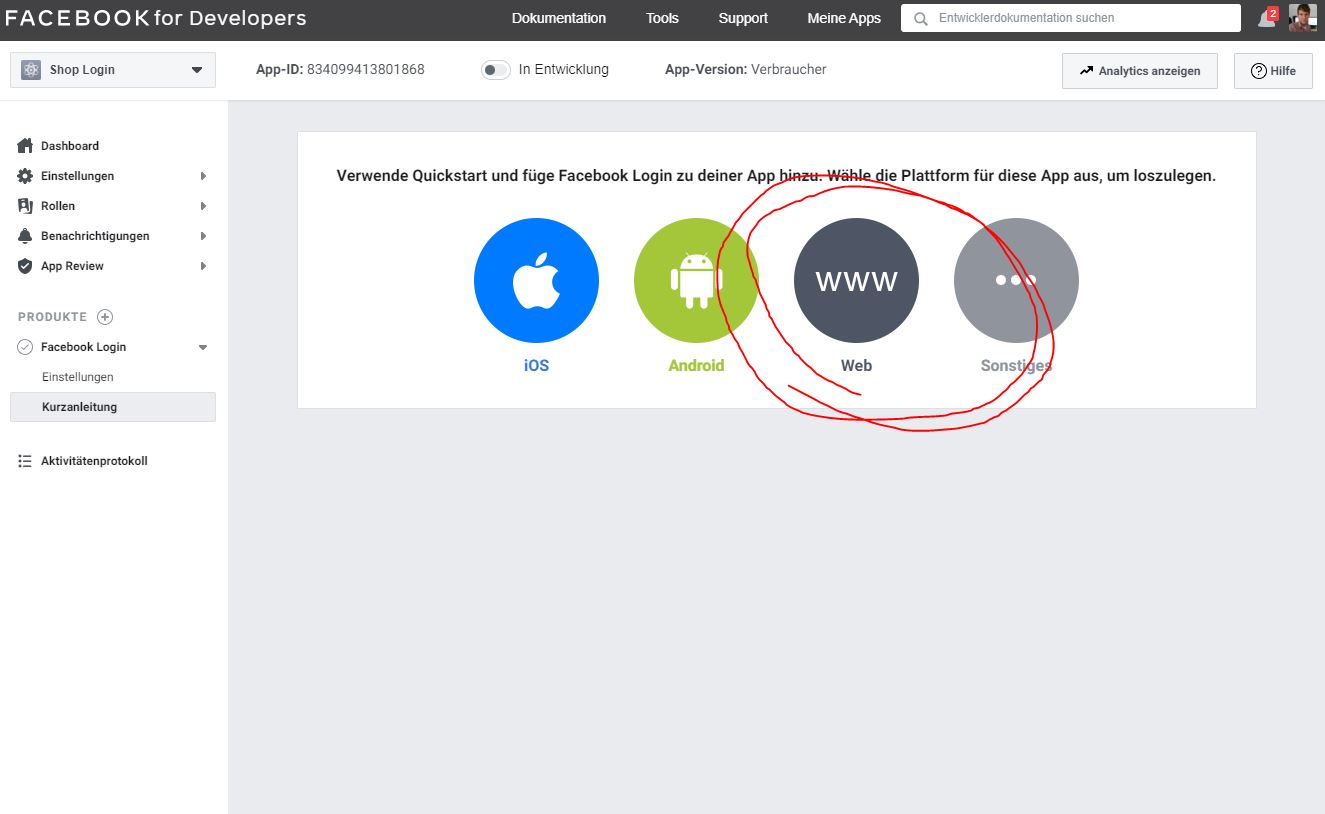 FACEBOOK for Developers Dokumentation Tools Support Meine Apps Entwicklerdokumentation suchen 2
Shop Login App-ID: 834099413801868 In Entwicklung App-Version: Verbraucher Analytics anzeigen Hilfe
Dashboard
Einstellungen
Rollen
Benachrichtigungen
App Review
PRODUKTE
Facebook Login
Einstellungen
Kurzanleitung
Aktivitätenprotokoll
Verwende Quickstart und füge Facebook Login zu deiner App hinzu. Wähle die Plattform für diese App aus, um loszulegen.
www
iOS Android Web Sonstiges